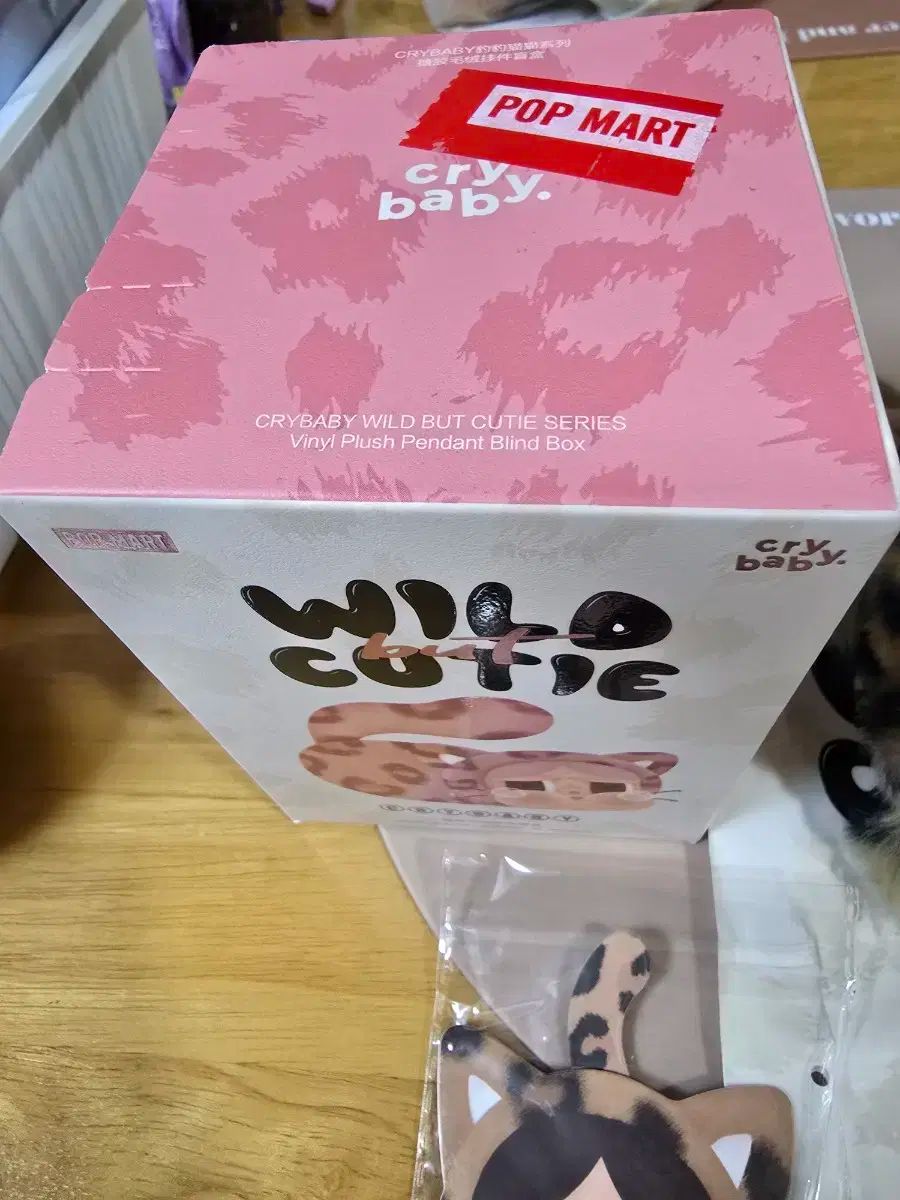 CRYBABY豹豹猫猫系列
搪胶毛绒挂件盲盒
POP MART
cry
baby.
CRYBABY WILD BUT CUTIE SERIES
Vinyl Plush Pendant Blind Box
POP MART
cry
baby.
WILD
but
CUTIE
CRYBABY